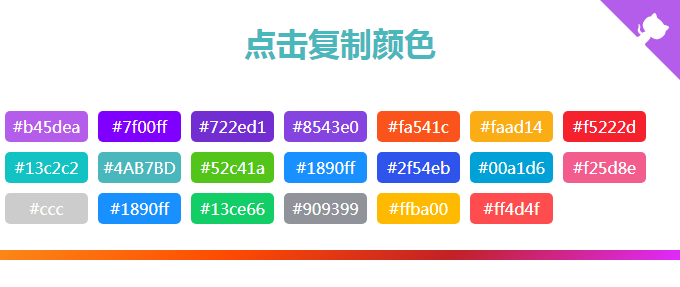 点击复制颜色
#b45dea #7f00ff #722ed1 #8543e0 #fa541c #faad14 #f5222d
#13c2c2 #4AB7BD #52c41a #1890ff #2f54eb #00a1d6 #f25d8e
#ccc #1890ff #13ce66 #909399 #ffba00 #ff4d4f